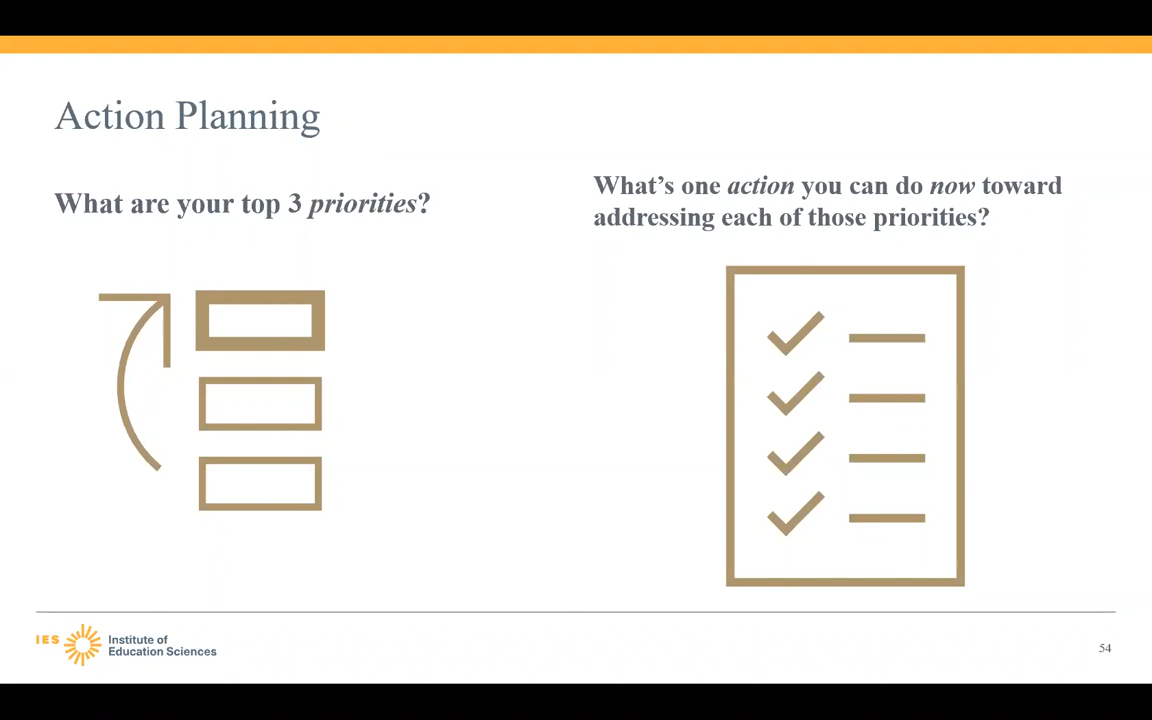 Action Planning
What are your top 3 priorities?
What’s one action you can do now toward
addressing each of those priorities?
IES
Institute of
Education Sciences
54